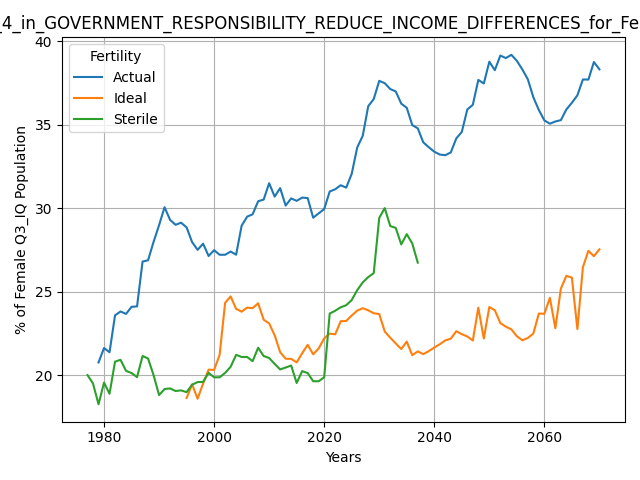 _4_in_GOVERNMENT_RESPONSIBILITY_REDUCE_INCOME_DIFFERENCES_for_Fe
Fertility
Actual
Ideal
Sterile
% of Female Q3_IQ Population
40
35
30
25
20
1980
2000
2020
2040
2060
Years